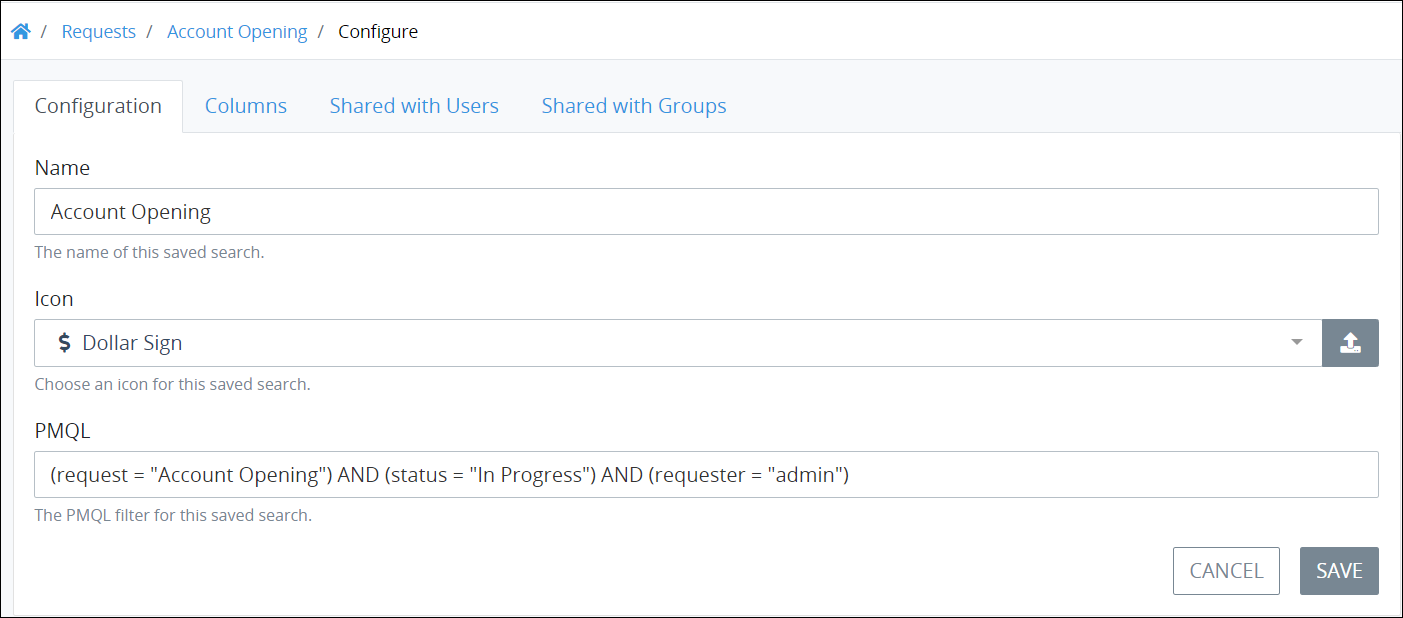 / Requests / Account Opening / Configure
Configuration Columns Shared with Users Shared with Groups
Name
Account Opening
The name of this saved search.
Icon
Dollar Sign
Choose an icon for this saved search.
PMQL
(request = "Account Opening") AND (status = "In Progress") AND (requester = "admin")
The PMQL filter for this saved search.
CANCEL SAVE